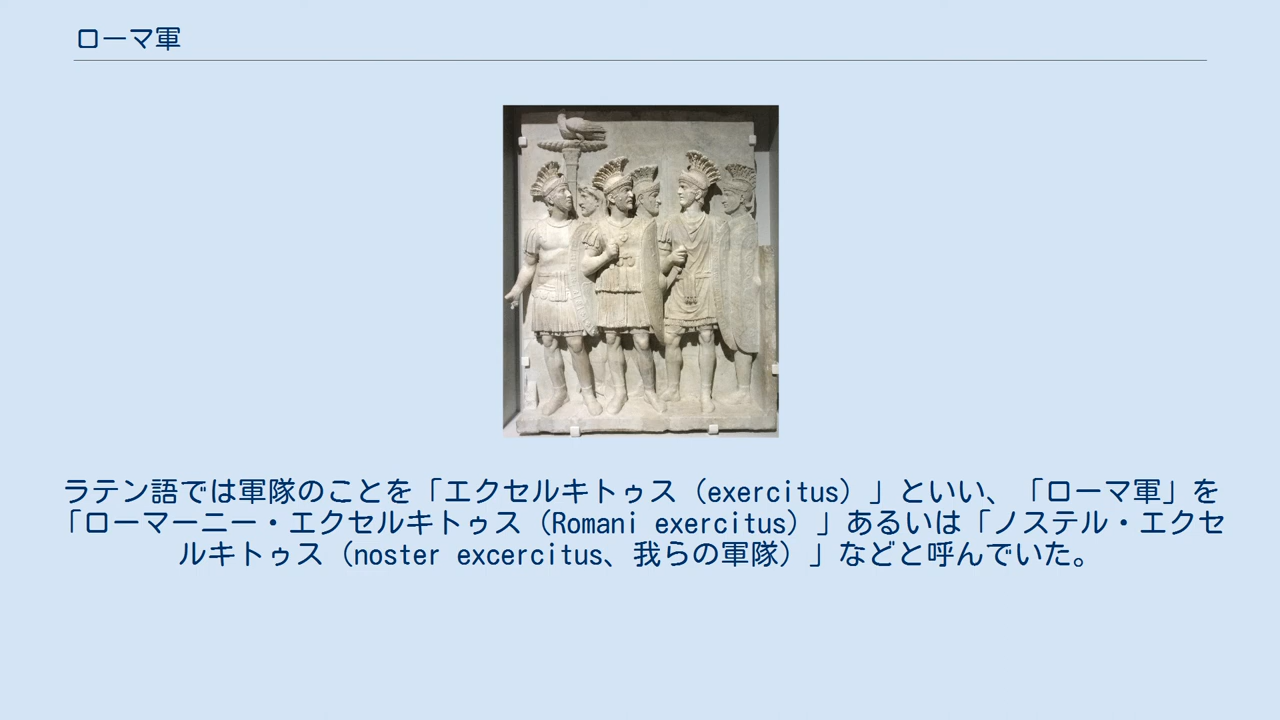 ローマ軍
ラテン語では軍隊のことを「エクセルキトゥス（exercitus）」といい、「ローマ軍」を
「ローマーニー・エクセルキトゥス（Romani exercitus）」あるいは「ノステル・エクセ
ルキトゥス（noster excercitus、我らの軍隊）」などと呼んでいた。